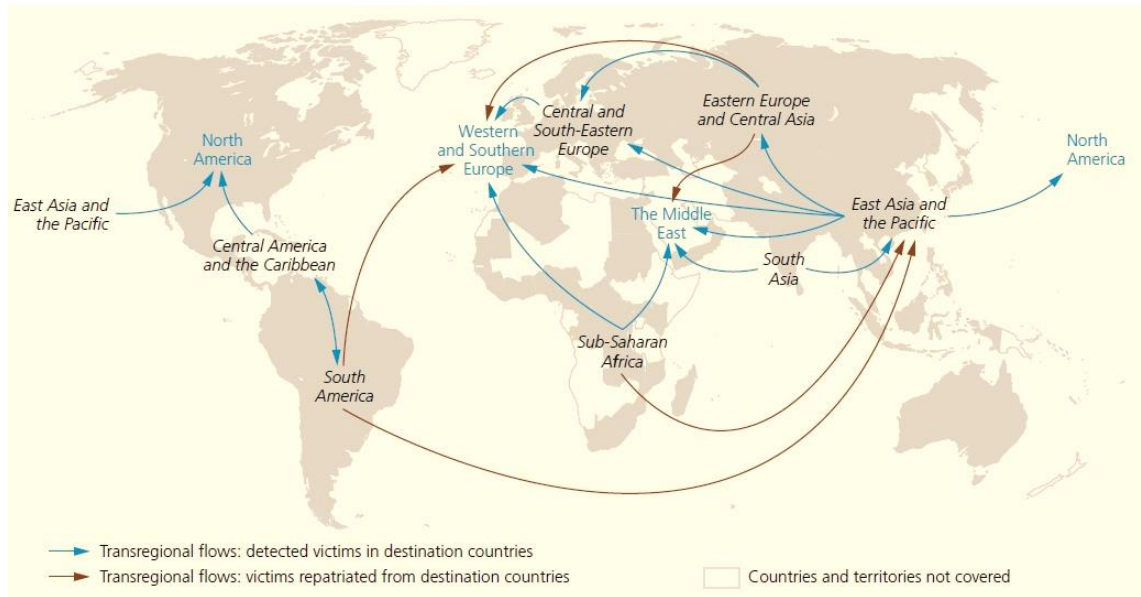 North
America
East Asia and
the Pacific
Central America
and the Caribbean
South
America
Western
and Southern
Europe
Central and
South-Eastern
Europe
Eastern Europe
and Central Asia
The Middle
East
South
Asia
Sub-Saharan
Africa
East Asia and
the Pacific
North
America
Transregional flows: detected victims in destination countries
Transregional flows: victims repatriated from destination countries
Countries and territories not covered